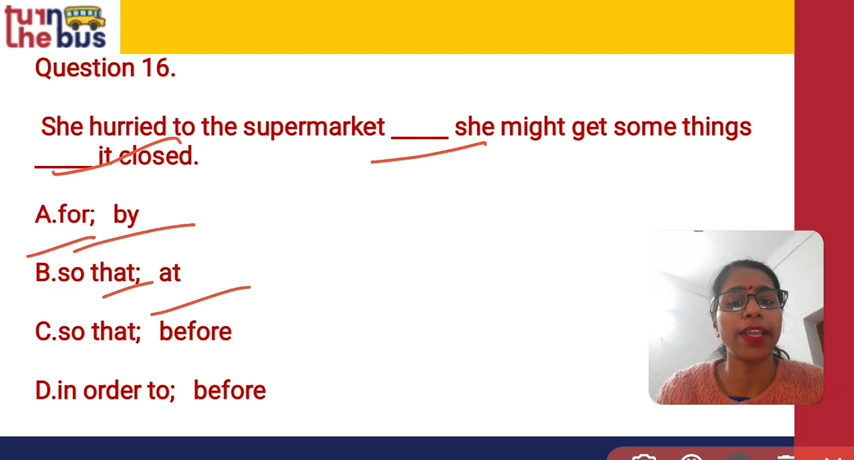 turn
the bus
Question 16.
She hurried to the supermarket _____ she might get some things
_____ it closed.
A.for; by
B.so that; at
C.so that; before
D.in order to; before